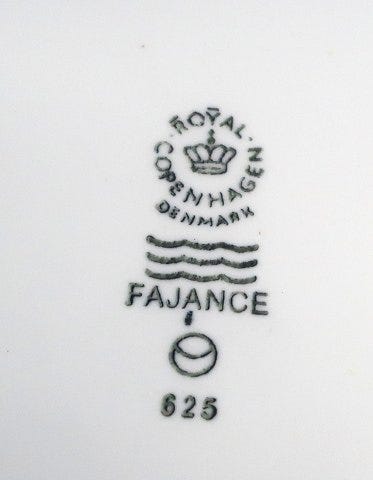 ROYAL
COPENHAGEN
DENMARK
FAJANCE
625